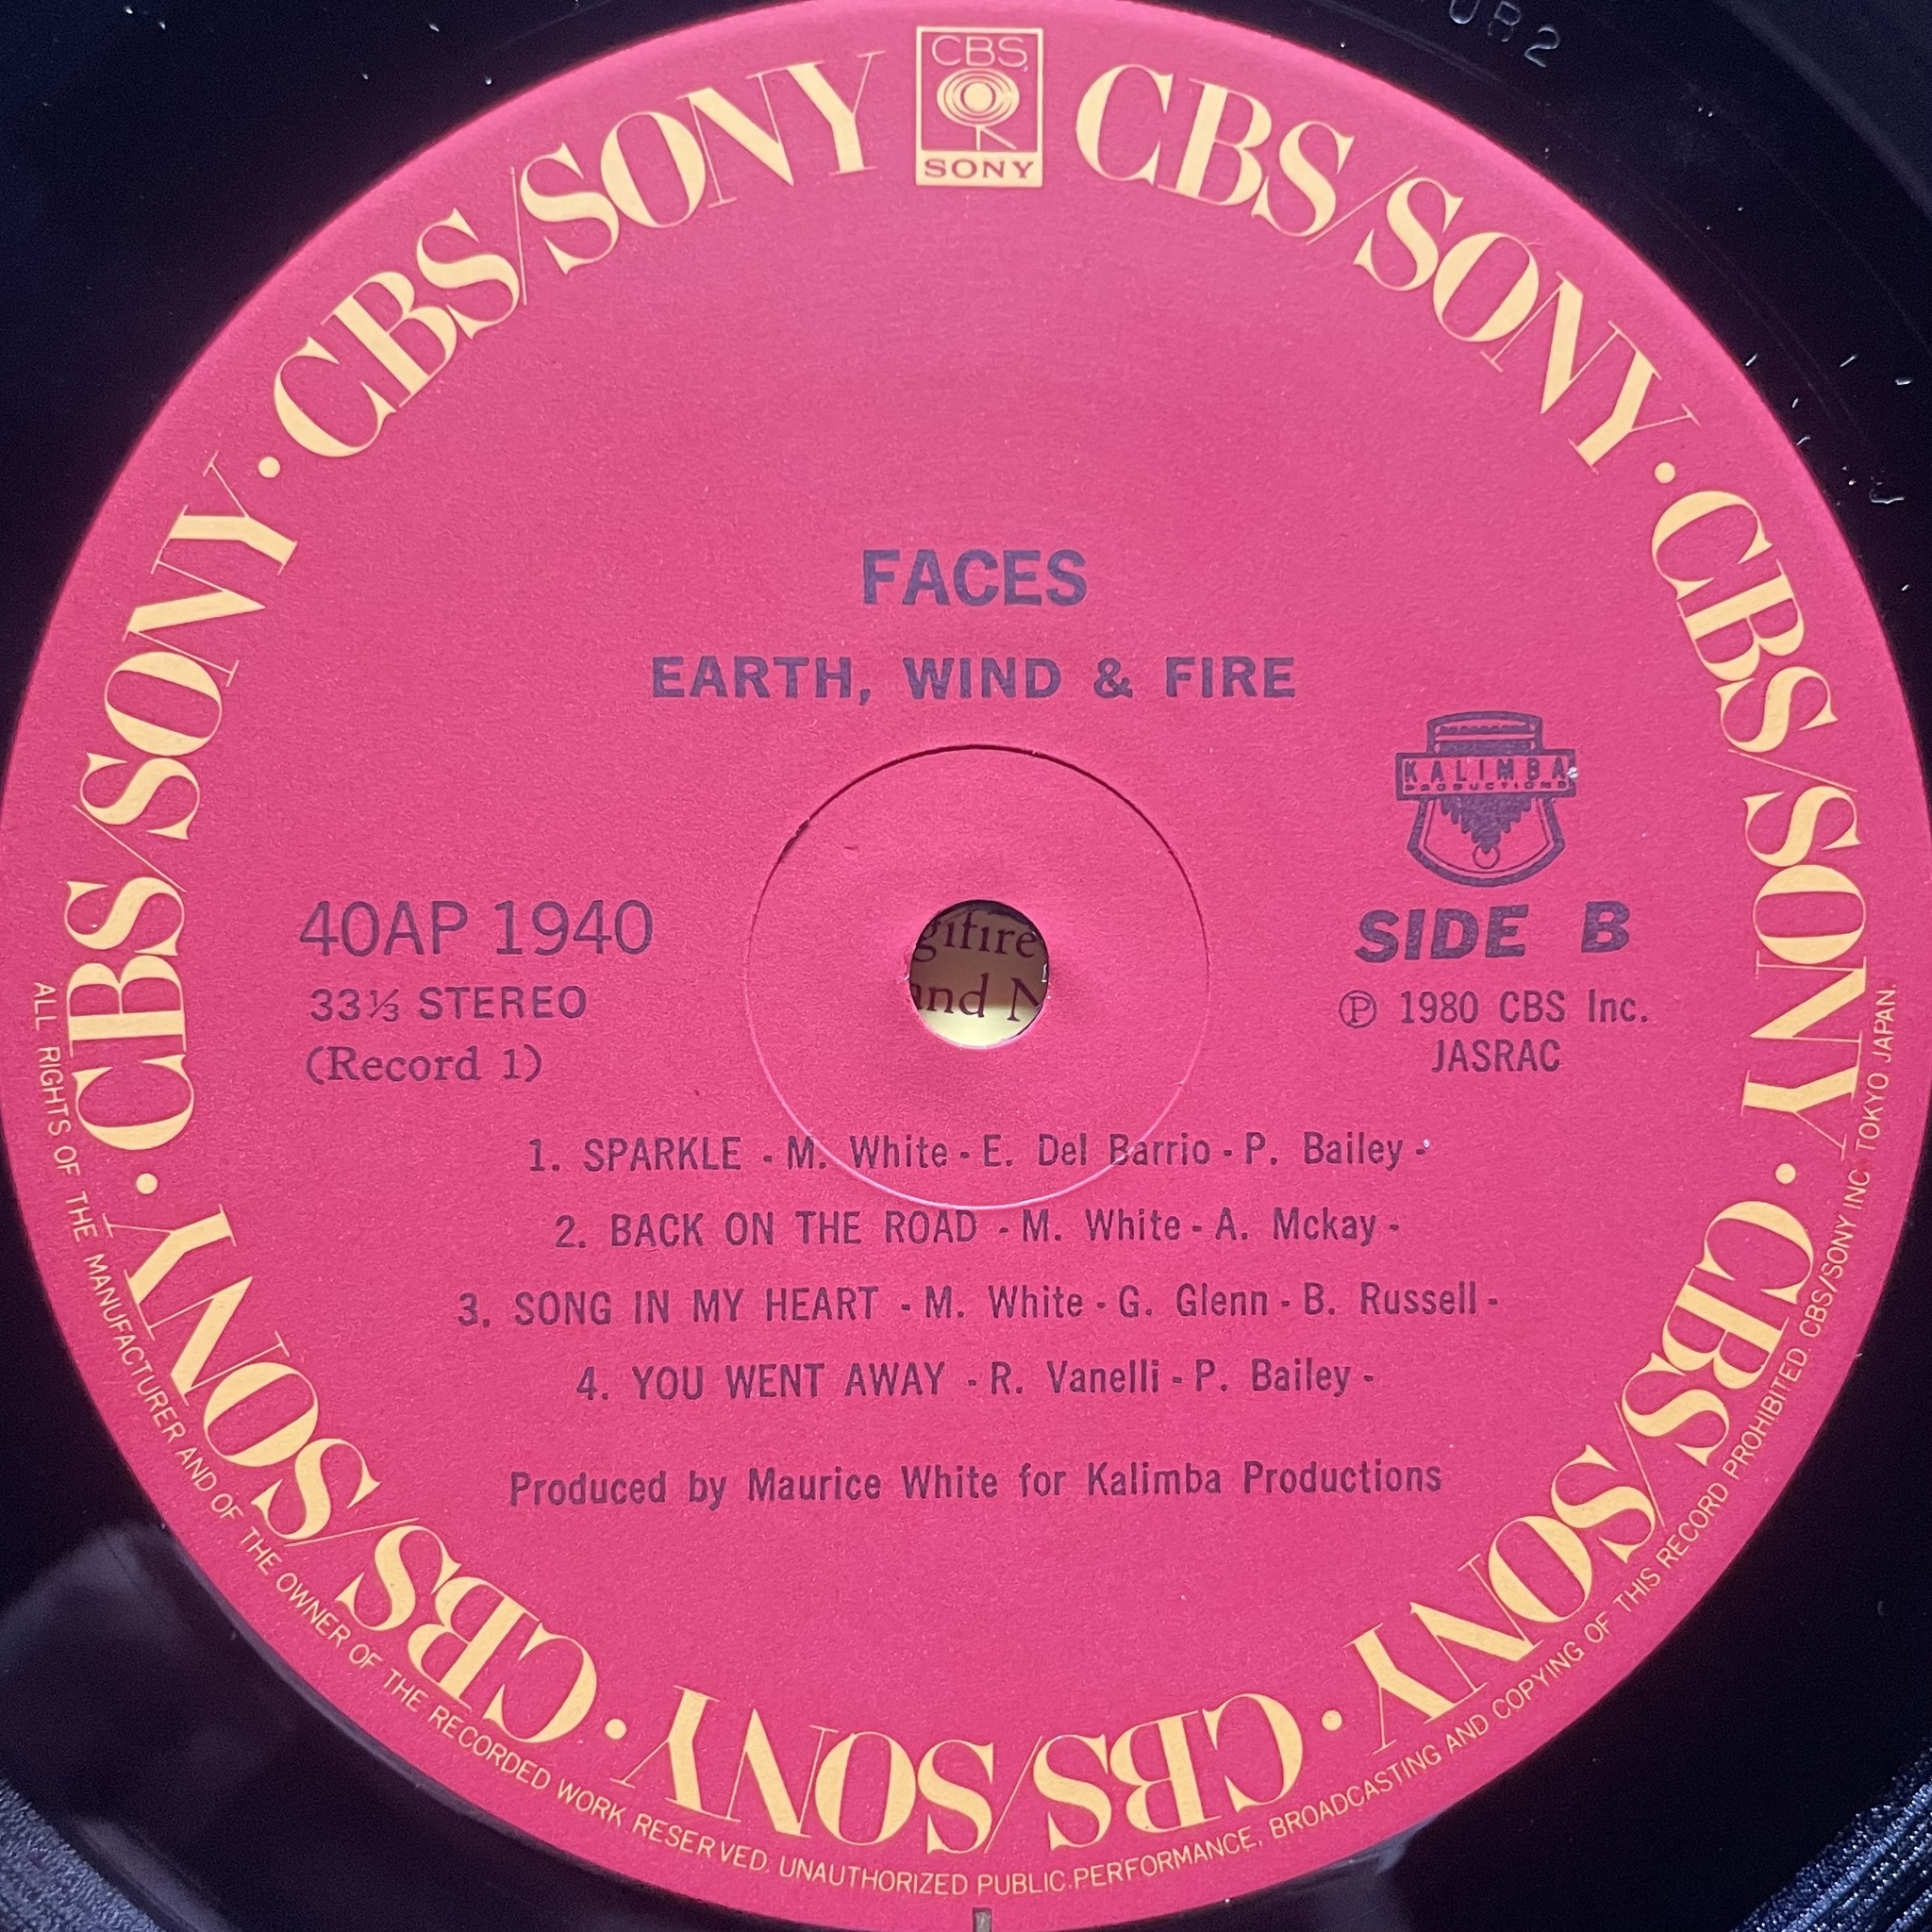 UR2
CBS
SONY
CBS/SONY · CBS/SONY · CBS/SONY · CBS/SONY · CBS/SONY · CBS/SONY · CBS/SONY
FACES
EARTH, WIND & FIRE
KALIMBA
PRODUCTIONS
40AP 1940
SIDE B
33⅓ STEREO
℗ 1980 CBS Inc.
(Record 1)
JASRAC
gifire
and N
1. SPARKLE - M. White - E. Del Barrio - P. Bailey -
2. BACK ON THE ROAD - M. White - A. Mckay -
3. SONG IN MY HEART - M. White - G. Glenn - B. Russell -
4. YOU WENT AWAY - R. Vanelli - P. Bailey -
Produced by Maurice White for Kalimba Productions
ALL RIGHTS OF THE MANUFACTURER AND OF THE OWNER OF THE RECORDED WORK RESERVED. UNAUTHORIZED PUBLIC.PERFORMANCE, BROADCASTING AND COPYING OF THIS RECORD PROHIBITED. CBS/SONY INC. TOKYO JAPAN.